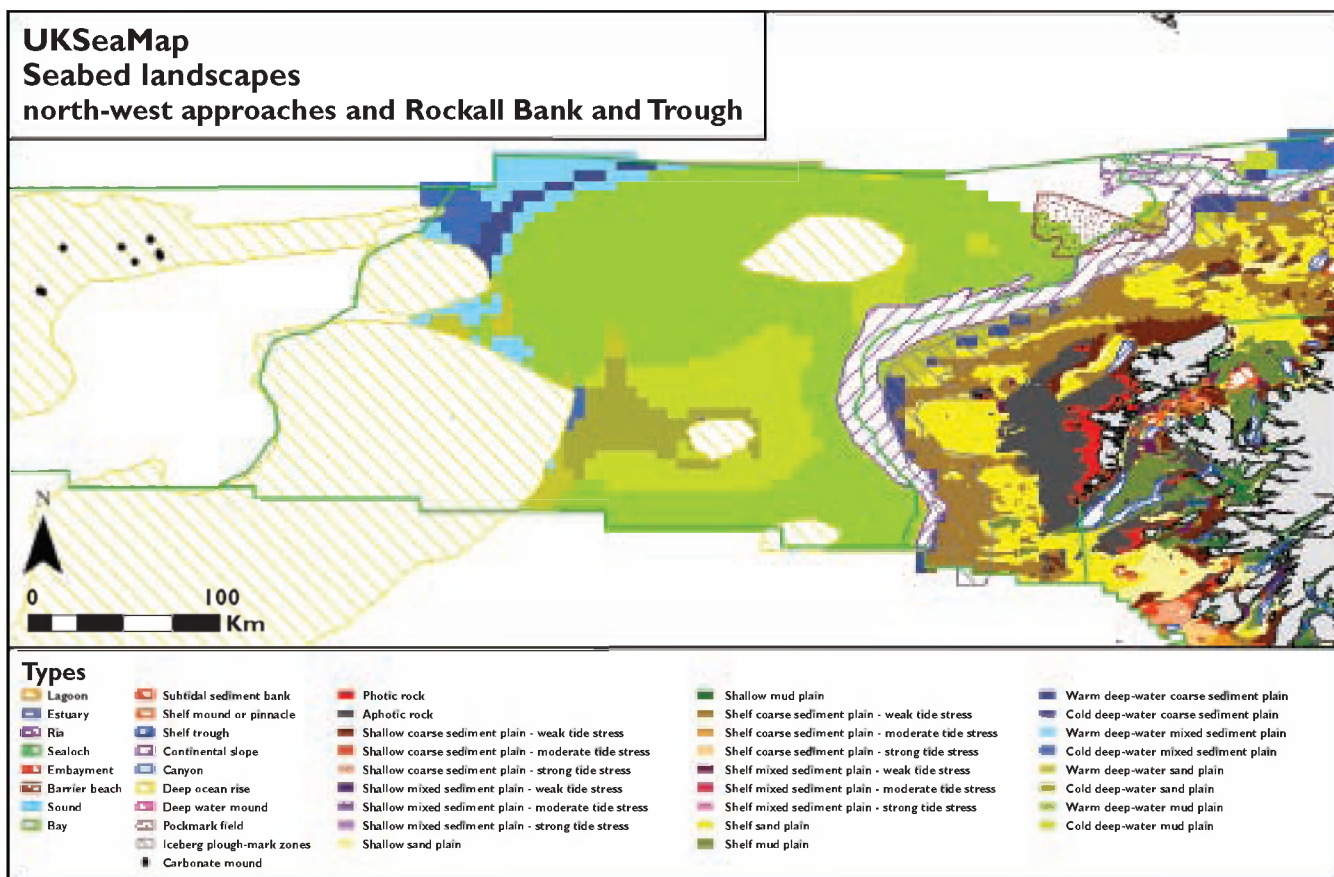 UKSeaMap
Seabed landscapes
north-west approaches and Rockall Bank and Trough
N
0 100
Km
Types
Lagoon
Estuary
Ria
Sealoch
Embayment
Barrier beach
Sound
Bay
Subtidal sediment bank
Shelf mound or pinnacle
Shelf trough
Continental slope
Canyon
Deep ocean rise
Deep water mound
Pockmark field
Iceberg plough-mark zones
Carbonate mound
Photic rock
Aphotic rock
Shallow coarse sediment plain - weak tide stress
Shallow coarse sediment plain - moderate tide stress
Shallow coarse sediment plain - strong tide stress
Shallow mixed sediment plain - weak tide stress
Shallow mixed sediment plain - moderate tide stress
Shallow mixed sediment plain - strong tide stress
Shallow sand plain
Shallow mud plain
Shelf coarse sediment plain - weak tide stress
Shelf coarse sediment plain - moderate tide stress
Shelf coarse sediment plain - strong tide stress
Shelf mixed sediment plain - weak tide stress
Shelf mixed sediment plain - moderate tide stress
Shelf mixed sediment plain - strong tide stress
Shelf sand plain
Shelf mud plain
Warm deep-water coarse sediment plain
Cold deep-water coarse sediment plain
Warm deep-water mixed sediment plain
Cold deep-water mixed sediment plain
Warm deep-water sand plain
Cold deep-water sand plain
Warm deep-water mud plain
Cold deep-water mud plain